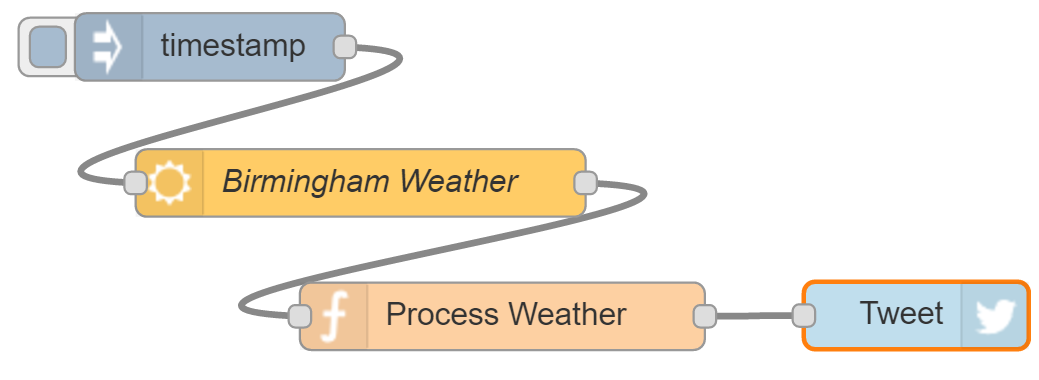 timestamp
Birmingham Weather
Process Weather
Tweet